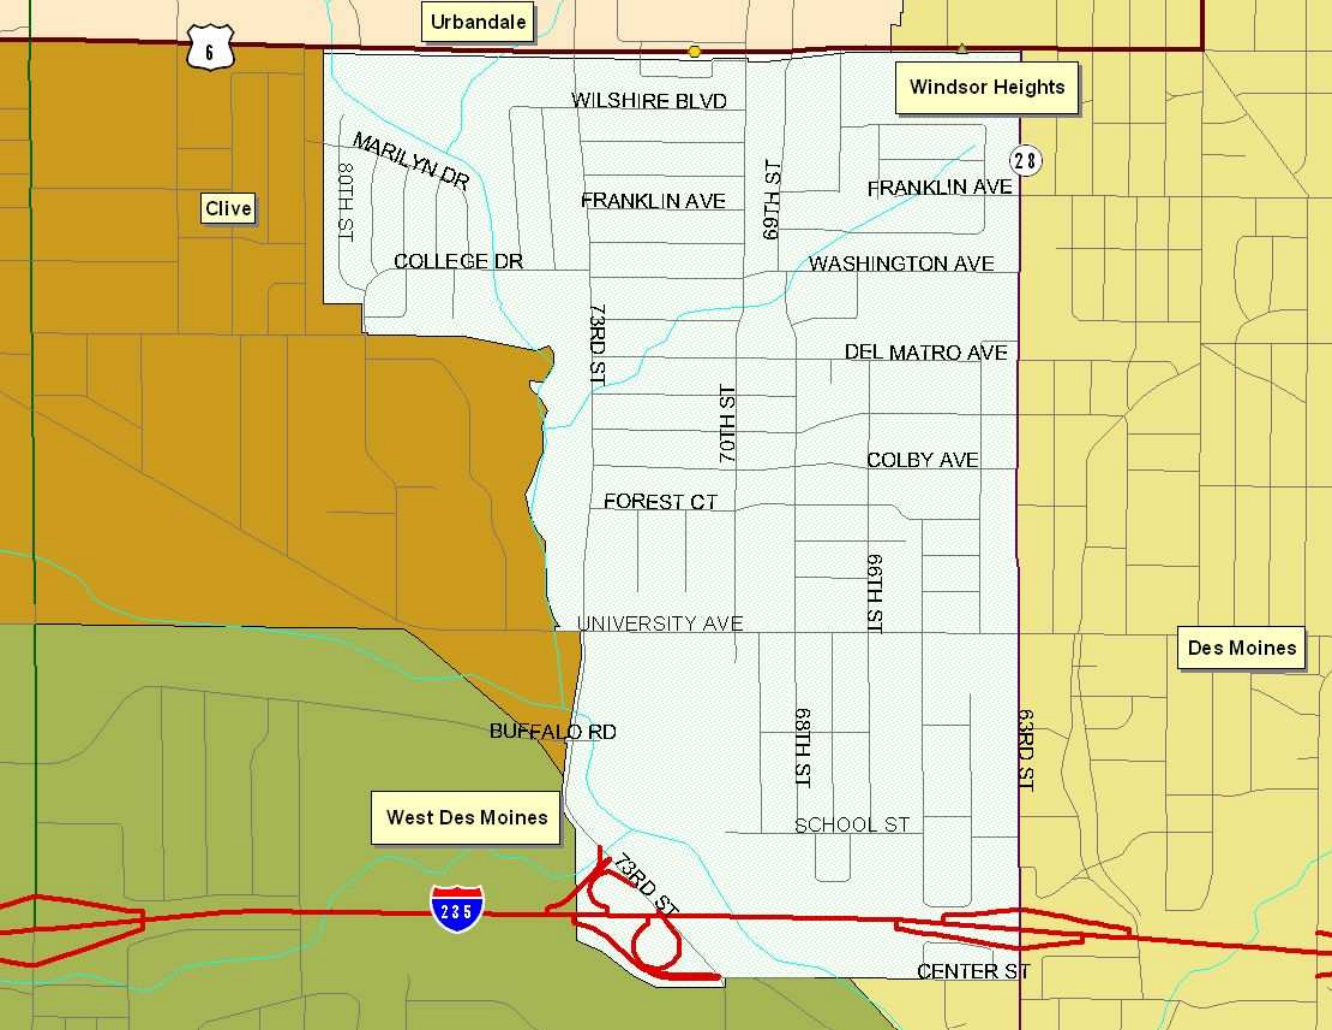 Urbandale
6
Windsor Heights
WILSHIRE BLVD
MARILYN DR
28
80TH ST
69TH ST
FRANKLIN AVE
FRANKLIN AVE
Clive
COLLEGE DR
WASHINGTON AVE
73RD ST
DEL MATRO AVE
70TH ST
COLBY AVE
FOREST CT
66TH ST
UNIVERSITY AVE
Des Moines
BUFFALO RD
68TH ST
63RD ST
West Des Moines
SCHOOL ST
73RD ST
235
CENTER ST